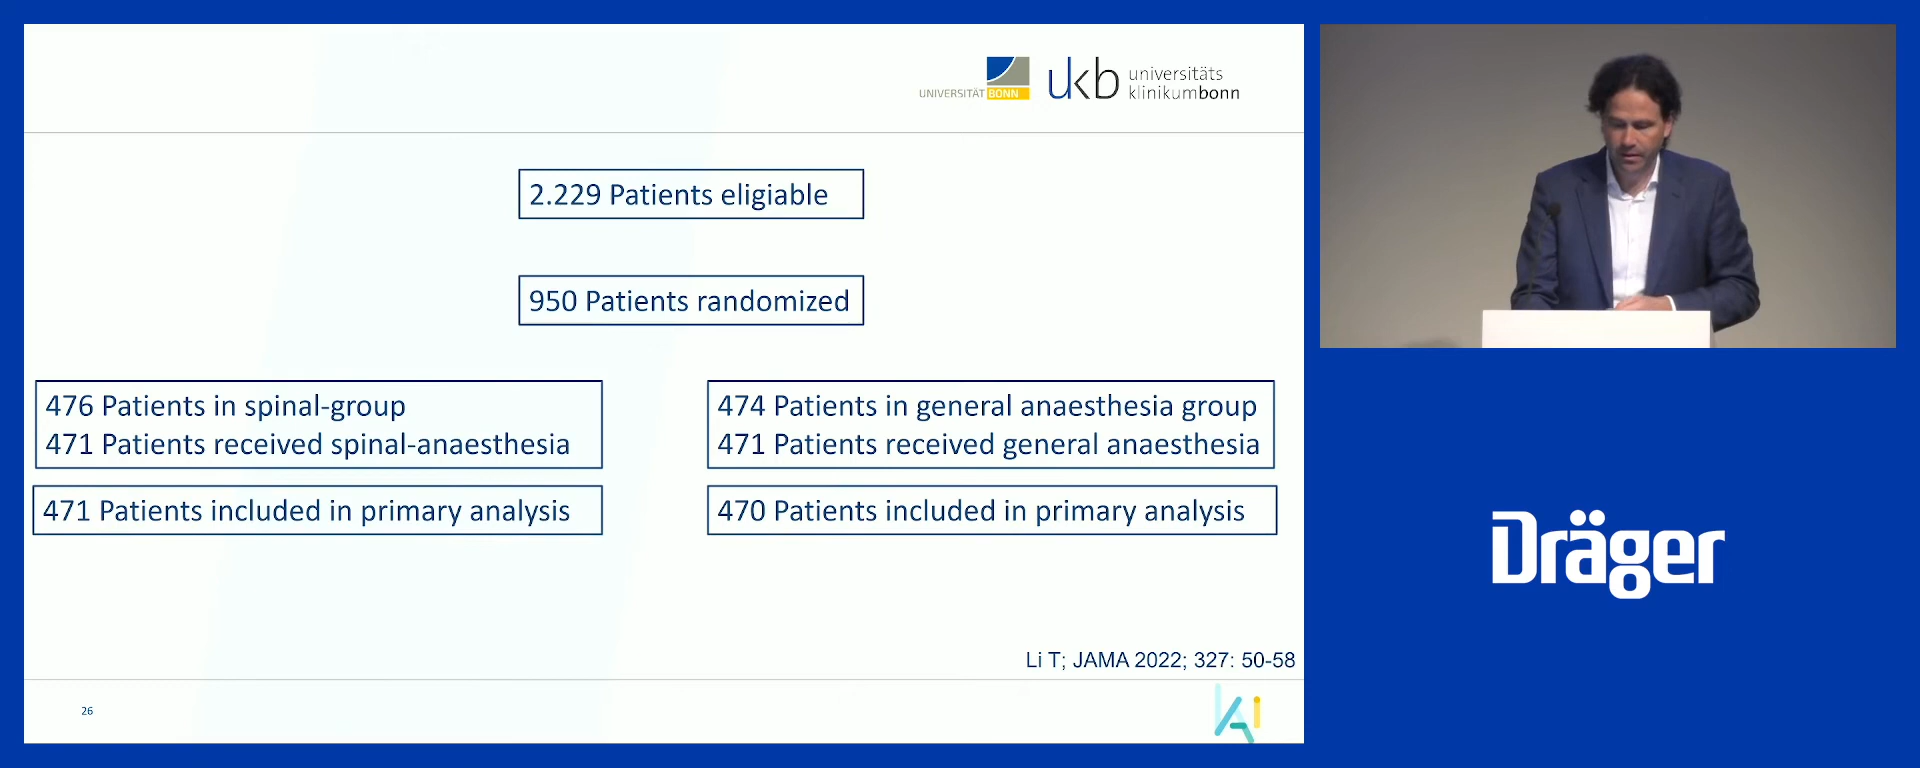 UNIVERSITÄT BONN
ukb universitäts
klinikumbonn
2.229 Patients eligiable
950 Patients randomized
476 Patients in spinal-group
471 Patients received spinal-anaesthesia
474 Patients in general anaesthesia group
471 Patients received general anaesthesia
471 Patients included in primary analysis
470 Patients included in primary analysis
Li T; JAMA 2022; 327: 50-58
26
KAi
Dräger